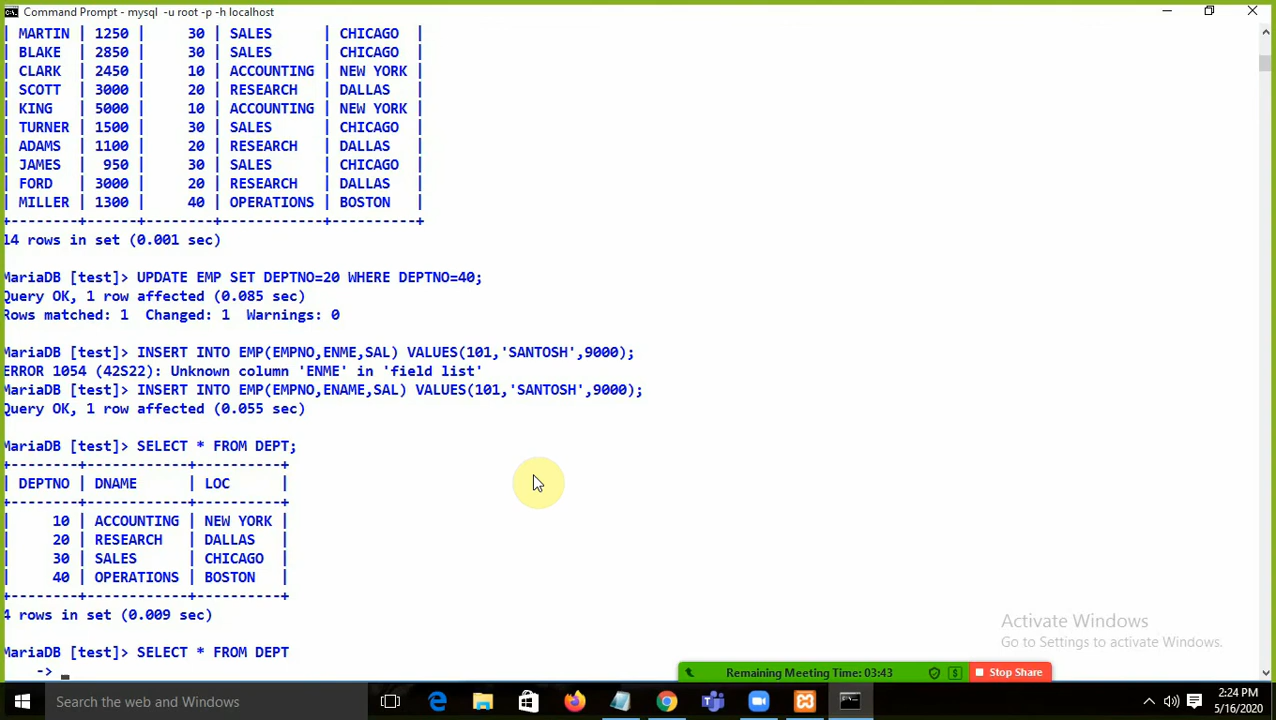 Command Prompt - mysql -u root -p -h localhost
| MARTIN | 1250 | 30 | SALES | CHICAGO |
| BLAKE | 2850 | 30 | SALES | CHICAGO |
| CLARK | 2450 | 10 | ACCOUNTING | NEW YORK |
| SCOTT | 3000 | 20 | RESEARCH | DALLAS |
| KING | 5000 | 10 | ACCOUNTING | NEW YORK |
| TURNER | 1500 | 30 | SALES | CHICAGO |
| ADAMS | 1100 | 20 | RESEARCH | DALLAS |
| JAMES | 950 | 30 | SALES | CHICAGO |
| FORD | 3000 | 20 | RESEARCH | DALLAS |
| MILLER | 1300 | 40 | OPERATIONS | BOSTON |
+--------+------+--------+------------+----------+
14 rows in set (0.001 sec)
MariaDB [test]> UPDATE EMP SET DEPTNO=20 WHERE DEPTNO=40;
Query OK, 1 row affected (0.085 sec)
Rows matched: 1 Changed: 1 Warnings: 0
MariaDB [test]> INSERT INTO EMP(EMPNO,ENME,SAL) VALUES(101,'SANTOSH',9000);
ERROR 1054 (42S22): Unknown column 'ENME' in 'field list'
MariaDB [test]> INSERT INTO EMP(EMPNO,ENAME,SAL) VALUES(101,'SANTOSH',9000);
Query OK, 1 row affected (0.055 sec)
MariaDB [test]> SELECT * FROM DEPT;
+--------+------------+----------+
| DEPTNO | DNAME | LOC |
+--------+------------+----------+
| 10 | ACCOUNTING | NEW YORK |
| 20 | RESEARCH | DALLAS |
| 30 | SALES | CHICAGO |
| 40 | OPERATIONS | BOSTON |
+--------+------------+----------+
4 rows in set (0.009 sec)
MariaDB [test]> SELECT * FROM DEPT
-> _
Activate Windows
Go to Settings to activate Windows.
Remaining Meeting Time: 03:43
Stop Share
Search the web and Windows
2:24 PM
5/16/2020